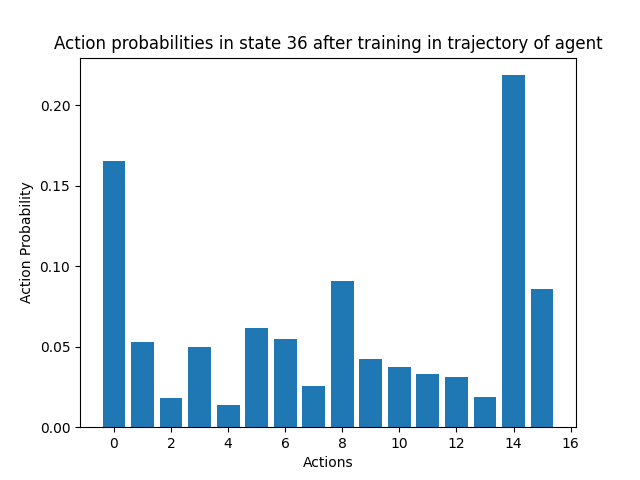 Action probabilities in state 36 after training in trajectory of agent
0.20
0.15
0.10
0.05
0.00
Action Probability
0 2 4 6 8 10 12 14 16
Actions